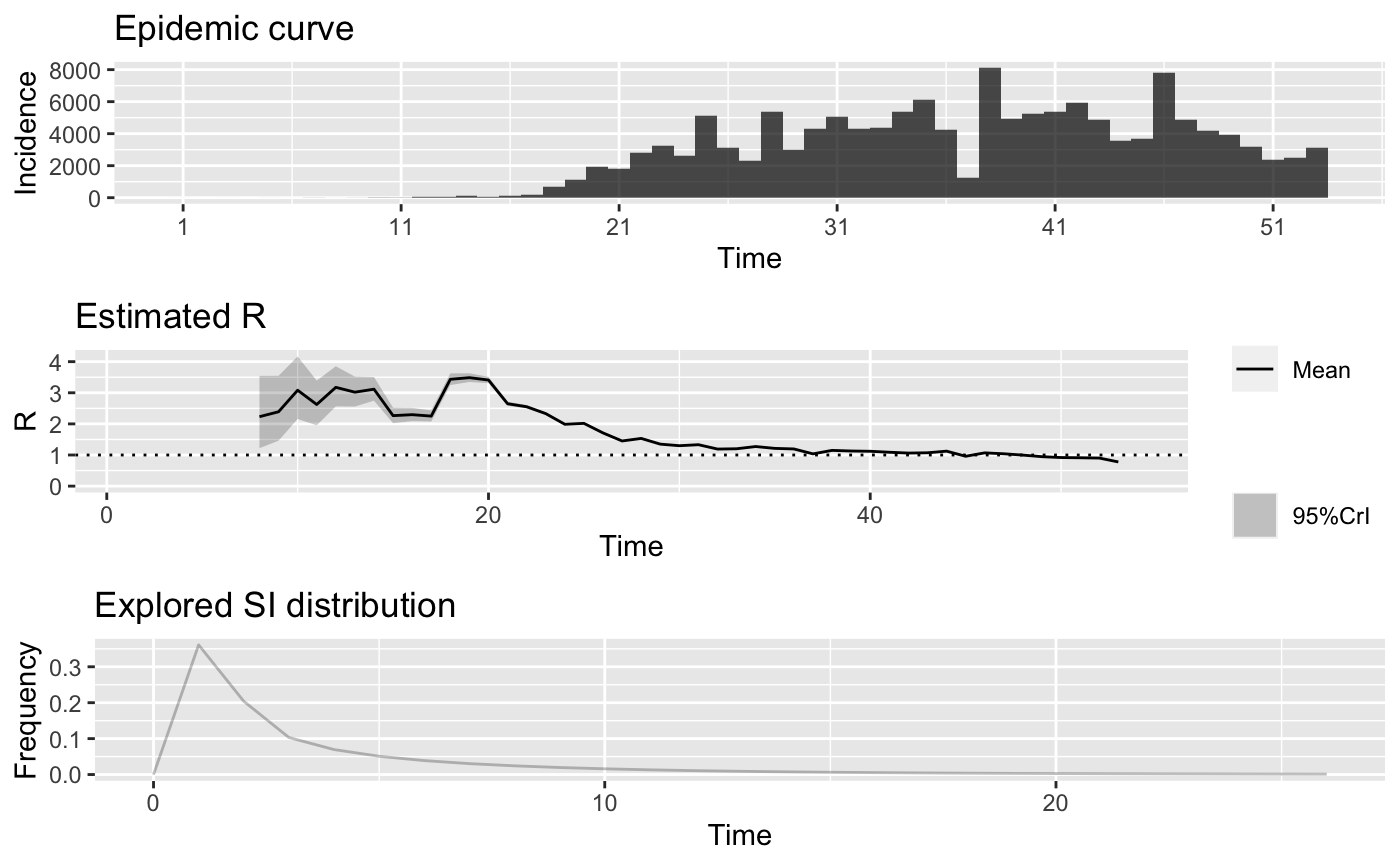 Epidemic curve
8000
6000
4000
2000
0
Incidence
1 11 21 31 41 51
Time
Estimated R
4
3
2
1
0
R
0 20 40
Time
Mean
95%CrI
Explored SI distribution
0.3
0.2
0.1
0.0
Frequency
0 10 20
Time